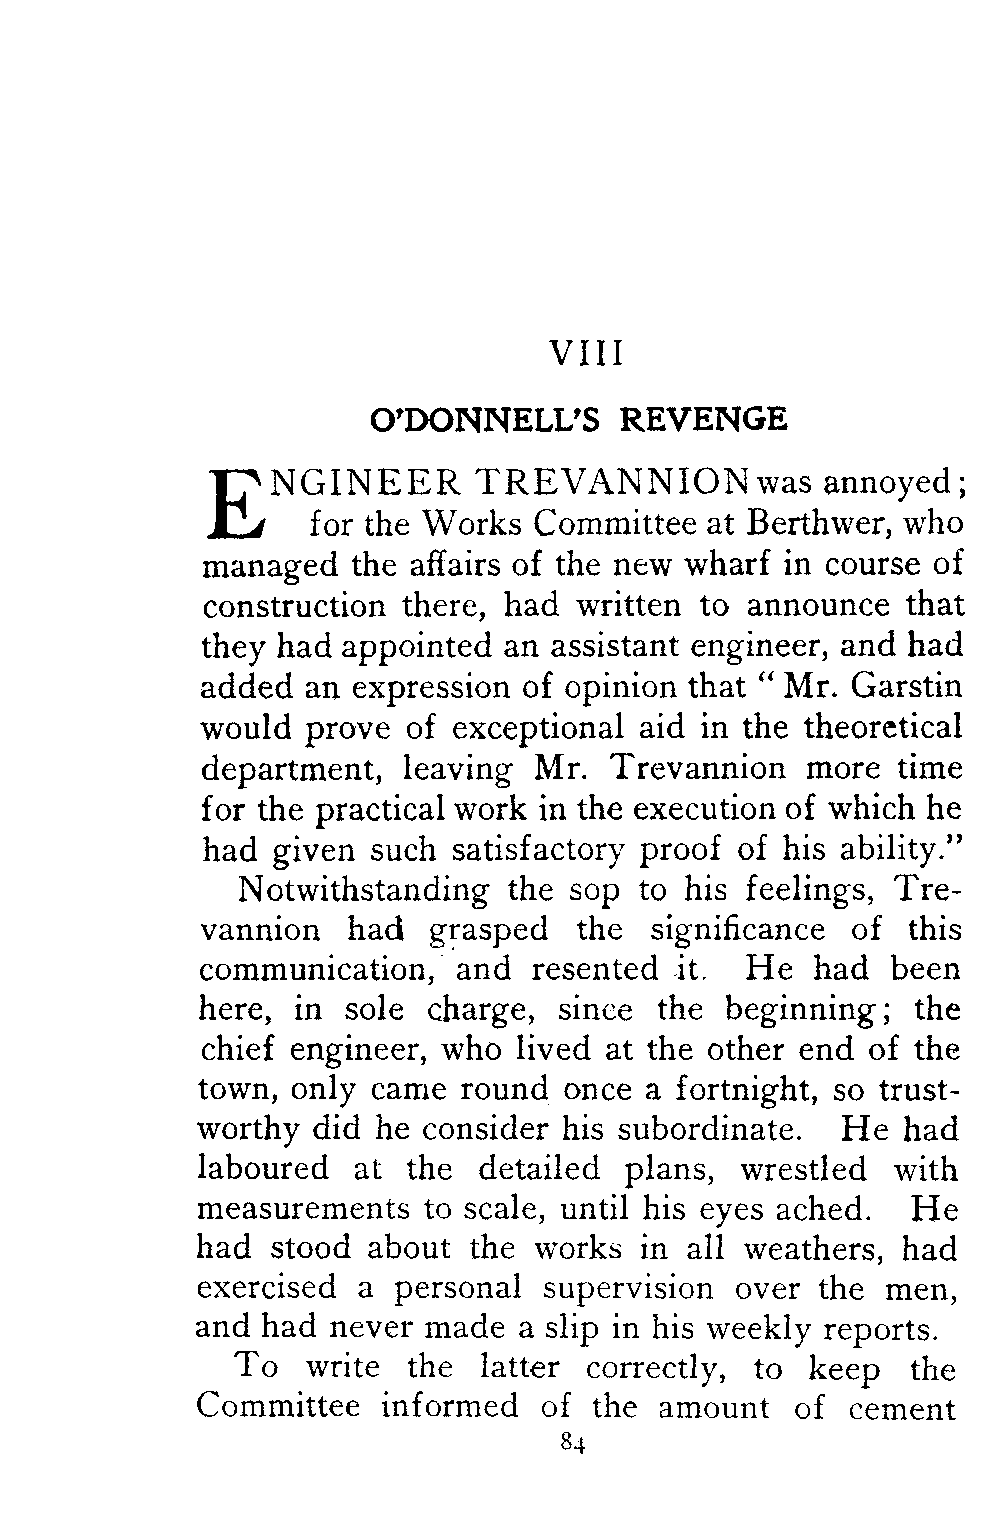 VIII
O'DONNELL'S REVENGE
ENGINEER TREVANNION was annoyed;
for the Works Committee at Berthwer, who
managed the affairs of the new wharf in course of
construction there, had written to announce that
they had appointed an assistant engineer, and had
added an expression of opinion that “ Mr. Garstin
would prove of exceptional aid in the theoretical
department, leaving Mr. Trevannion more time
for the practical work in the execution of which he
had given such satisfactory proof of his ability.”
Notwithstanding the sop to his feelings, Tre-
vannion had grasped the significance of this
communication, and resented it. He had been
here, in sole charge, since the beginning; the
chief engineer, who lived at the other end of the
town, only came round once a fortnight, so trust-
worthy did he consider his subordinate. He had
laboured at the detailed plans, wrestled with
measurements to scale, until his eyes ached. He
had stood about the works in all weathers, had
exercised a personal supervision over the men,
and had never made a slip in his weekly reports.
To write the latter correctly, to keep the
Committee informed of the amount of cement
84